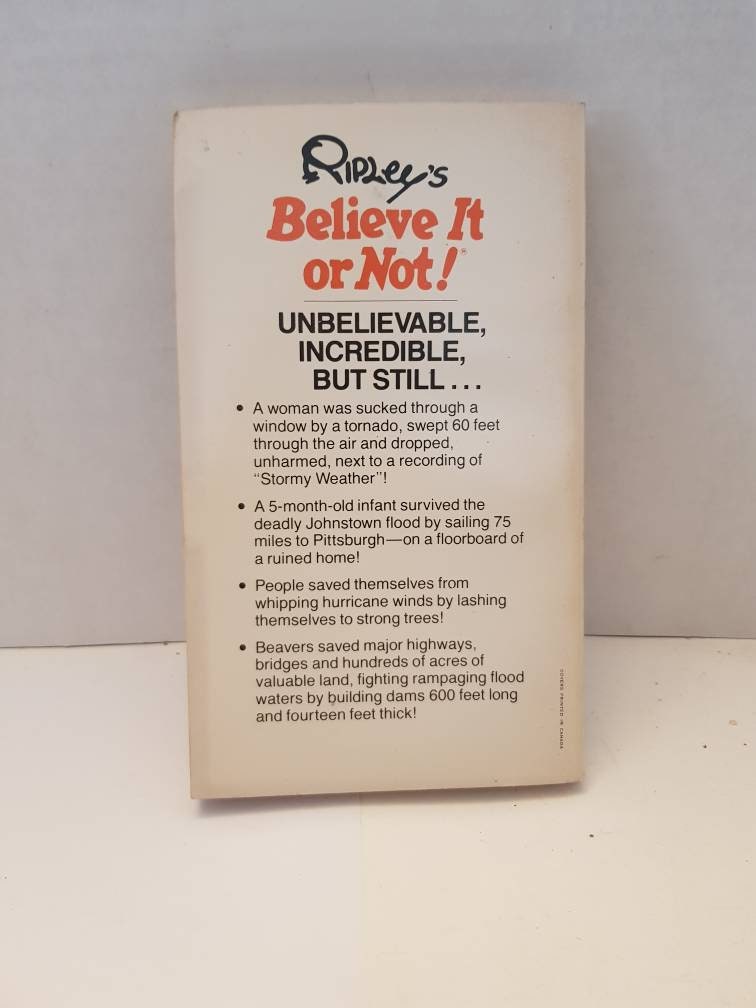 Ripley's
Believe It
or Not!®
UNBELIEVABLE,
INCREDIBLE,
BUT STILL...
• A woman was sucked through a
window by a tornado, swept 60 feet
through the air and dropped,
unharmed, next to a recording of
"Stormy Weather"!
• A 5-month-old infant survived the
deadly Johnstown flood by sailing 75
miles to Pittsburgh—on a floorboard of
a ruined home!
• People saved themselves from
whipping hurricane winds by lashing
themselves to strong trees!
• Beavers saved major highways,
bridges and hundreds of acres of
valuable land, fighting rampaging flood
waters by building dams 600 feet long
and fourteen feet thick!
COVERS PRINTED IN CANADA